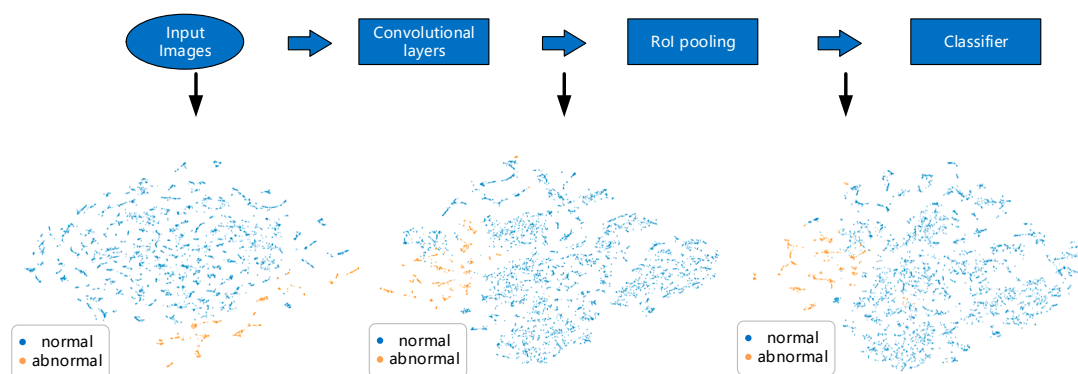 Input
Images
Convolutional
layers
RoI pooling
Classifier
normal
abnormal
normal
abnormal
normal
abnormal